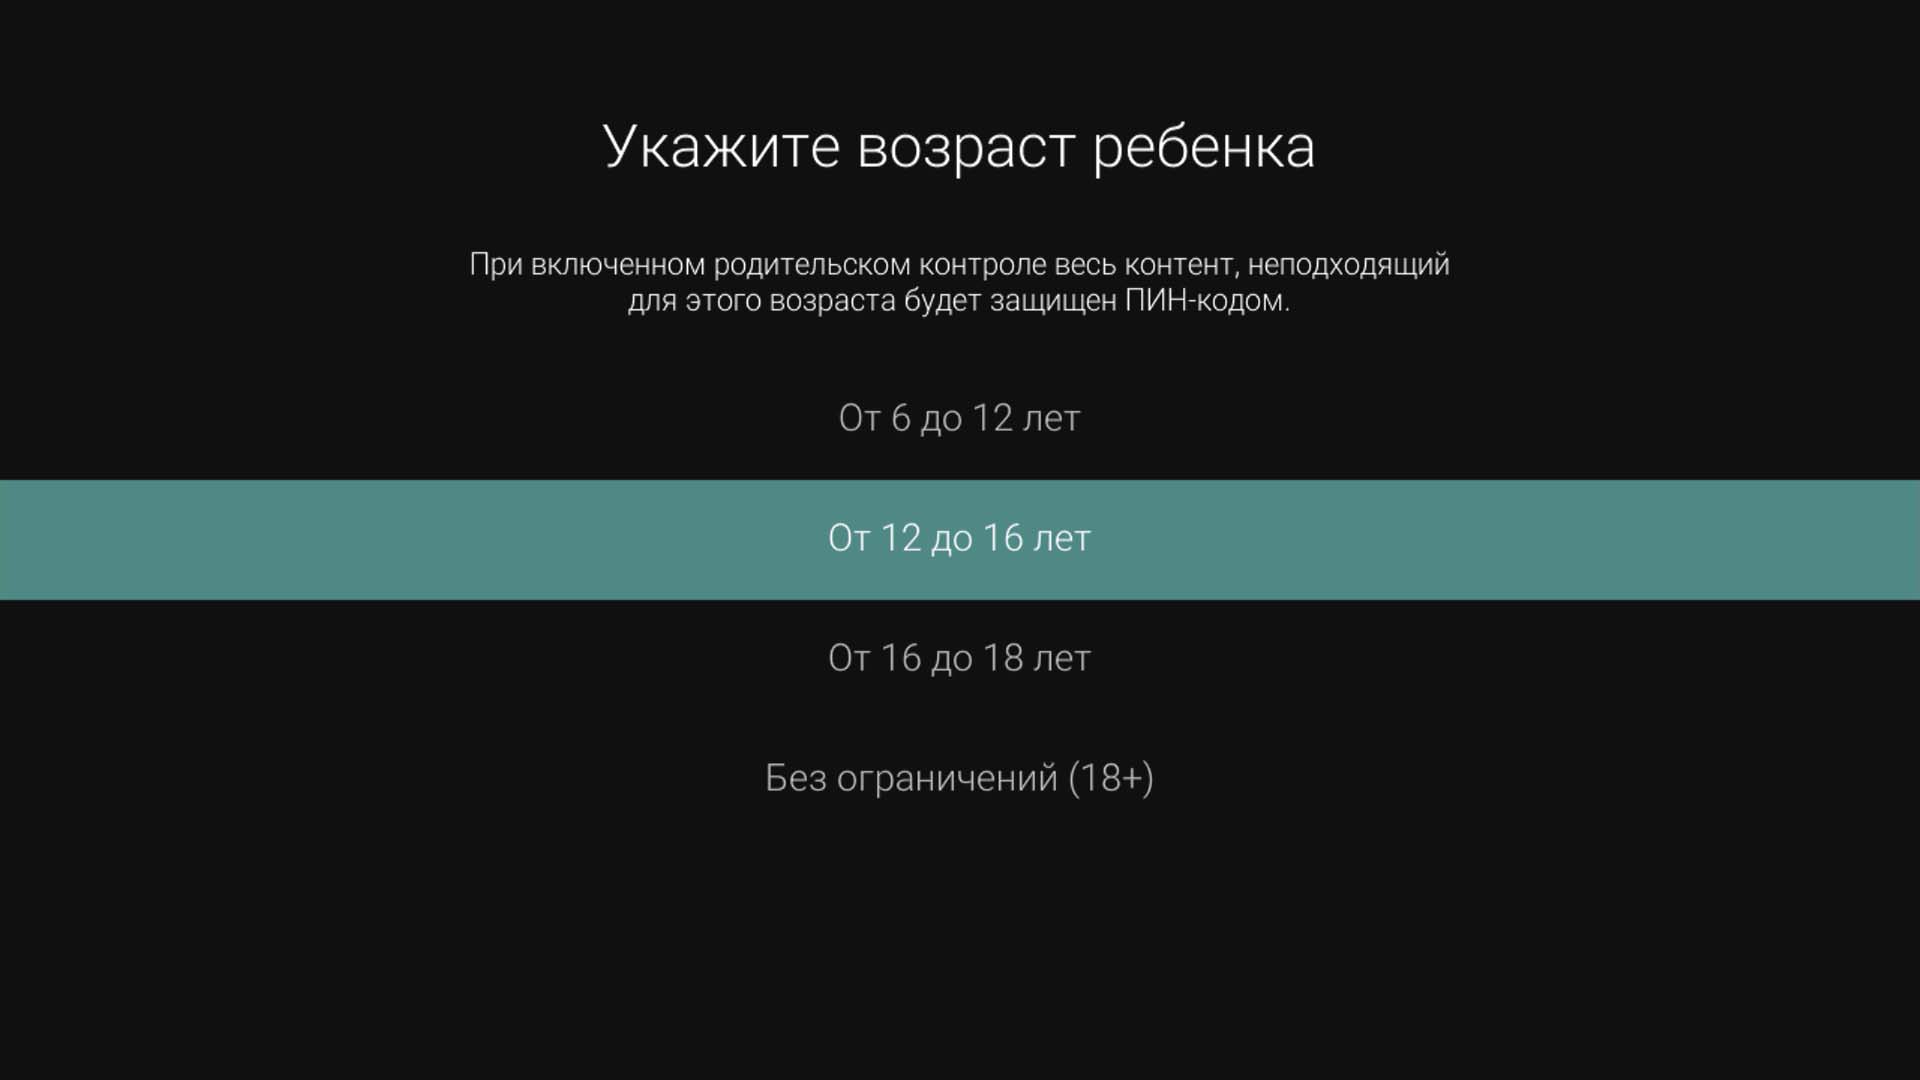 Укажите возраст ребенка
При включенном родительском контроле весь контент, неподходящий
для этого возраста будет защищен ПИН-кодом.
От 6 до 12 лет
От 12 до 16 лет
От 16 до 18 лет
Без ограничений (18+)